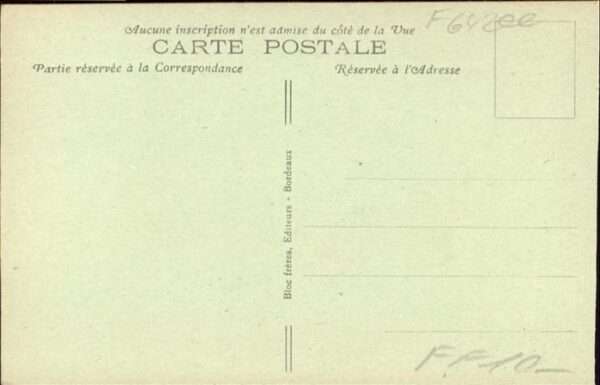 Aucune inscription n'est admise du côté de la Vue
CARTE POSTALE
Partie réservée à la Correspondance
Réservée à l'Adresse
Bloc frères, Editeurs - Bordeaux
FF10-